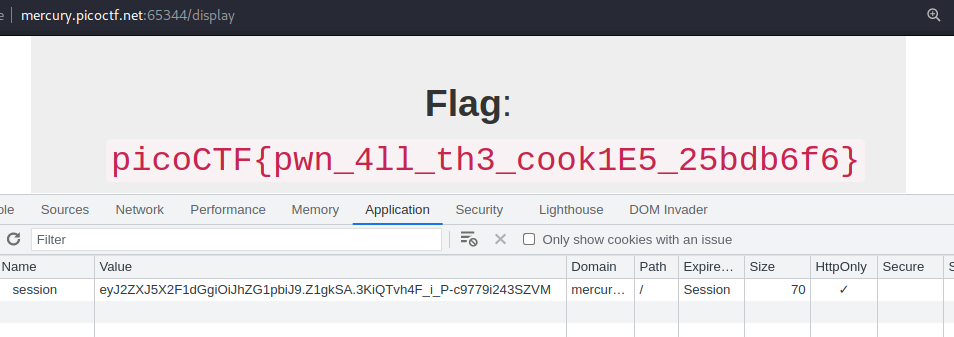 mercury.picoctf.net:65344/display
Flag:
picoCTF{pwn_4ll_th3_cook1E5_25bdb6f6}
Sources Network Performance Memory Application Security Lighthouse DOM Invader
Filter Only show cookies with an issue
Name Value Domain Path Expire… Size HttpOnly Secure S
session eyJ2ZXJ5X2F1dGgiOiJhZG1pbiJ9.Z1gkSA.3KiQTvh4F_i_P-c9779i243SZVM mercur… / Session 70 ✓